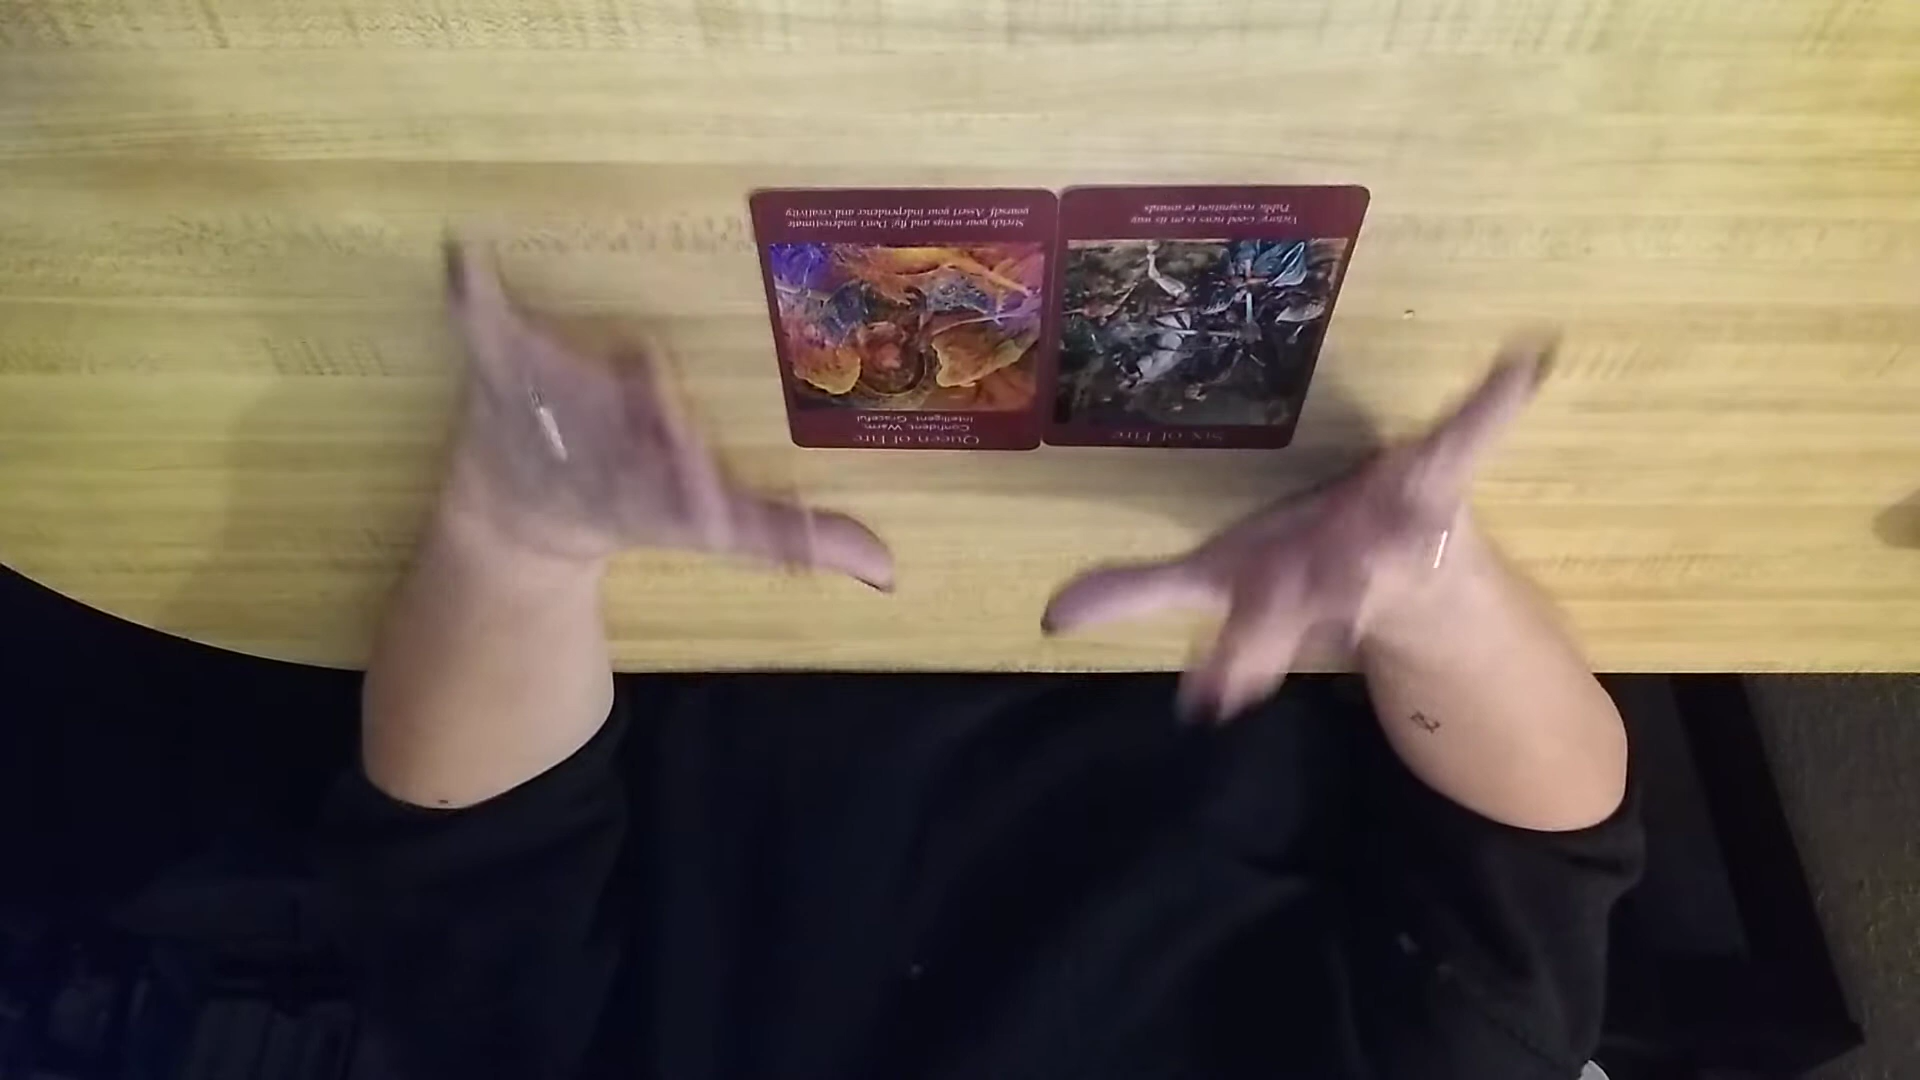 Queen of Fire
Confident, Warm,
Intelligent, Graceful
Stretch your wings and fly. Don't underestimate
yourself. Assert your independence and creativity
Six of Fire
Victory. Good news is on its way
Public recognition or awards